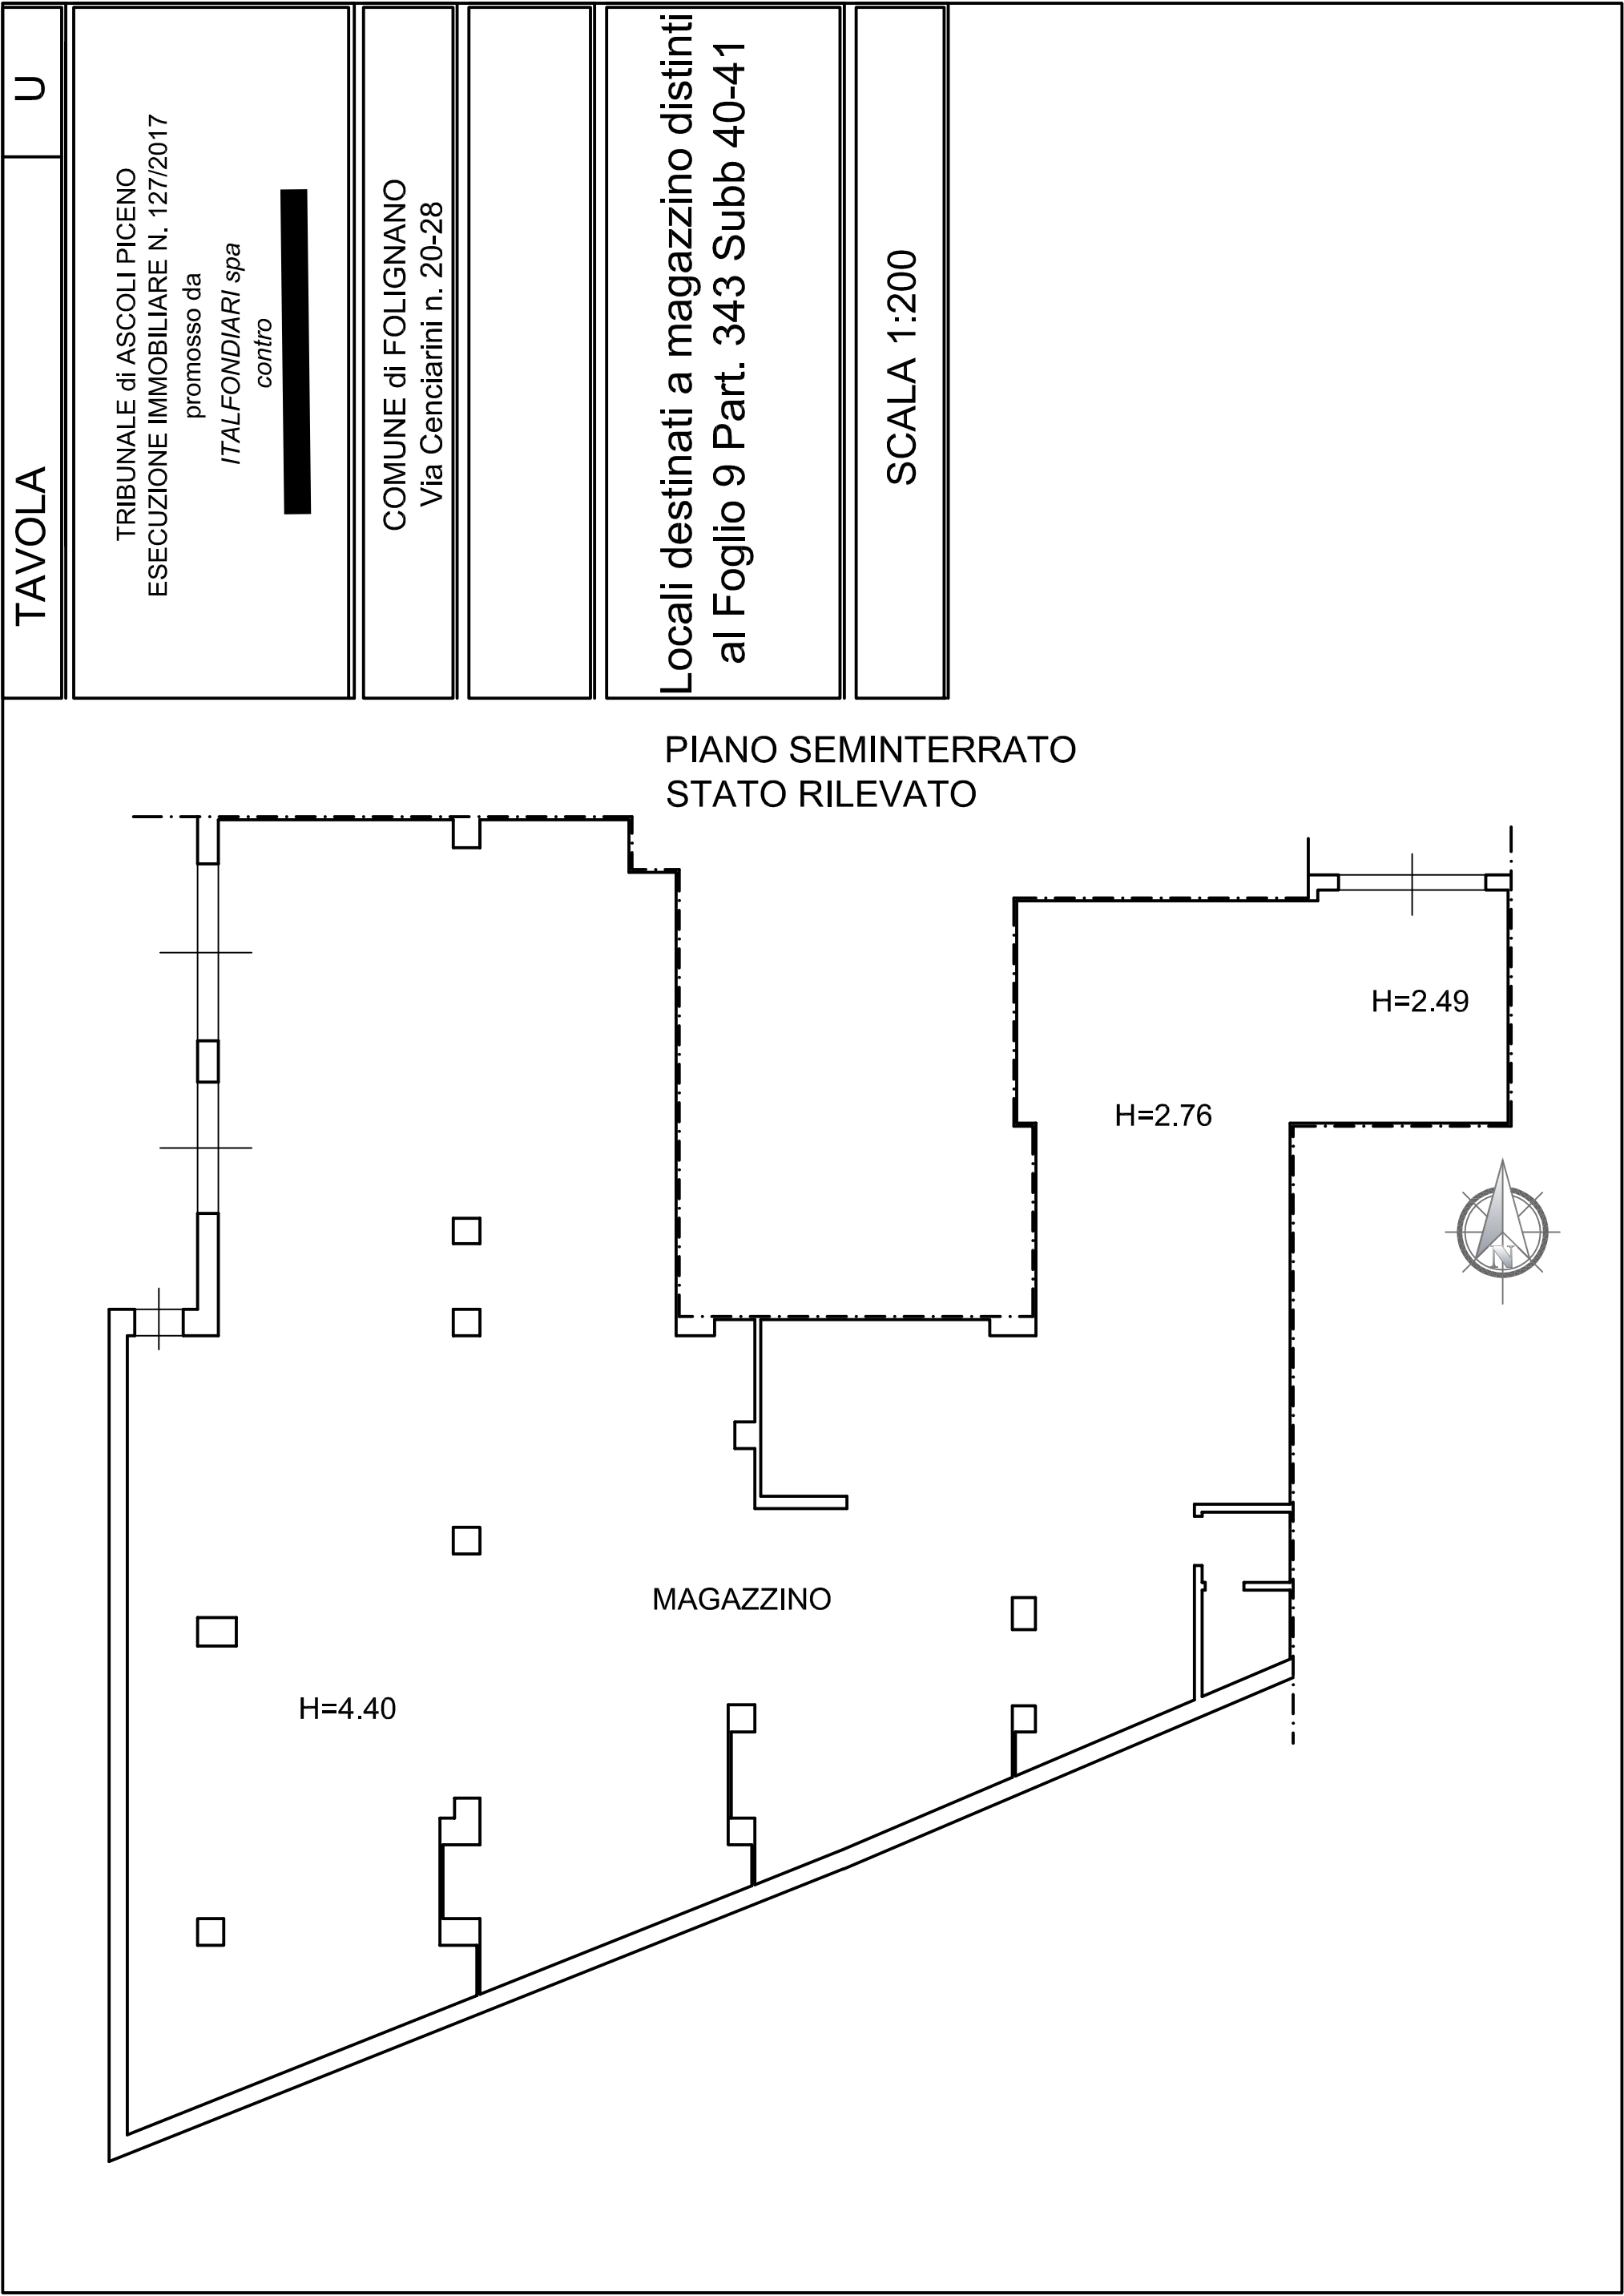 TAVOLA U
TRIBUNALE di ASCOLI PICENO
ESECUZIONE IMMOBILIARE N. 127/2017
promosso da
ITALFONDIARI spa
contro
COMUNE di FOLIGNANO
Via Cenciarini n. 20-28
Locali destinati a magazzino distinti
al Foglio 9 Part. 343 Subb 40-41
SCALA 1:200
PIANO SEMINTERRATO
STATO RILEVATO
H=2.49
H=2.76
N
MAGAZZINO
H=4.40